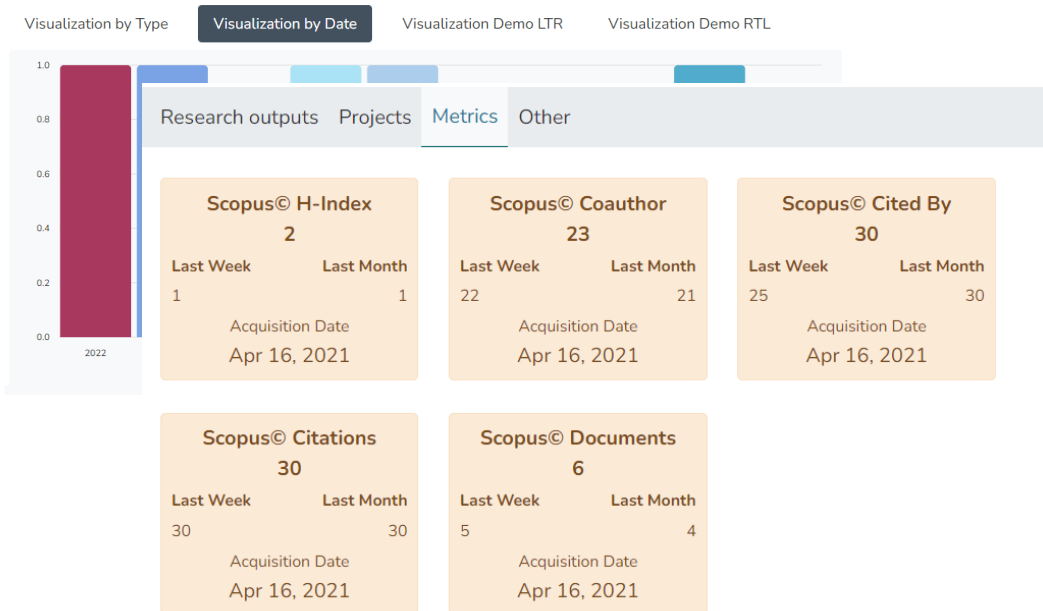 Visualization by Type Visualization by Date Visualization Demo LTR Visualization Demo RTL
1.0
0.8
0.6
0.4
0.2
0.0
2022
Research outputs Projects Metrics Other
Scopus© H-Index
2
Last Week Last Month
1 1
Acquisition Date
Apr 16, 2021
Scopus© Coauthor
23
Last Week Last Month
22 21
Acquisition Date
Apr 16, 2021
Scopus© Cited By
30
Last Week Last Month
25 30
Acquisition Date
Apr 16, 2021
Scopus© Citations
30
Last Week Last Month
30 30
Acquisition Date
Apr 16, 2021
Scopus© Documents
6
Last Week Last Month
5 4
Acquisition Date
Apr 16, 2021